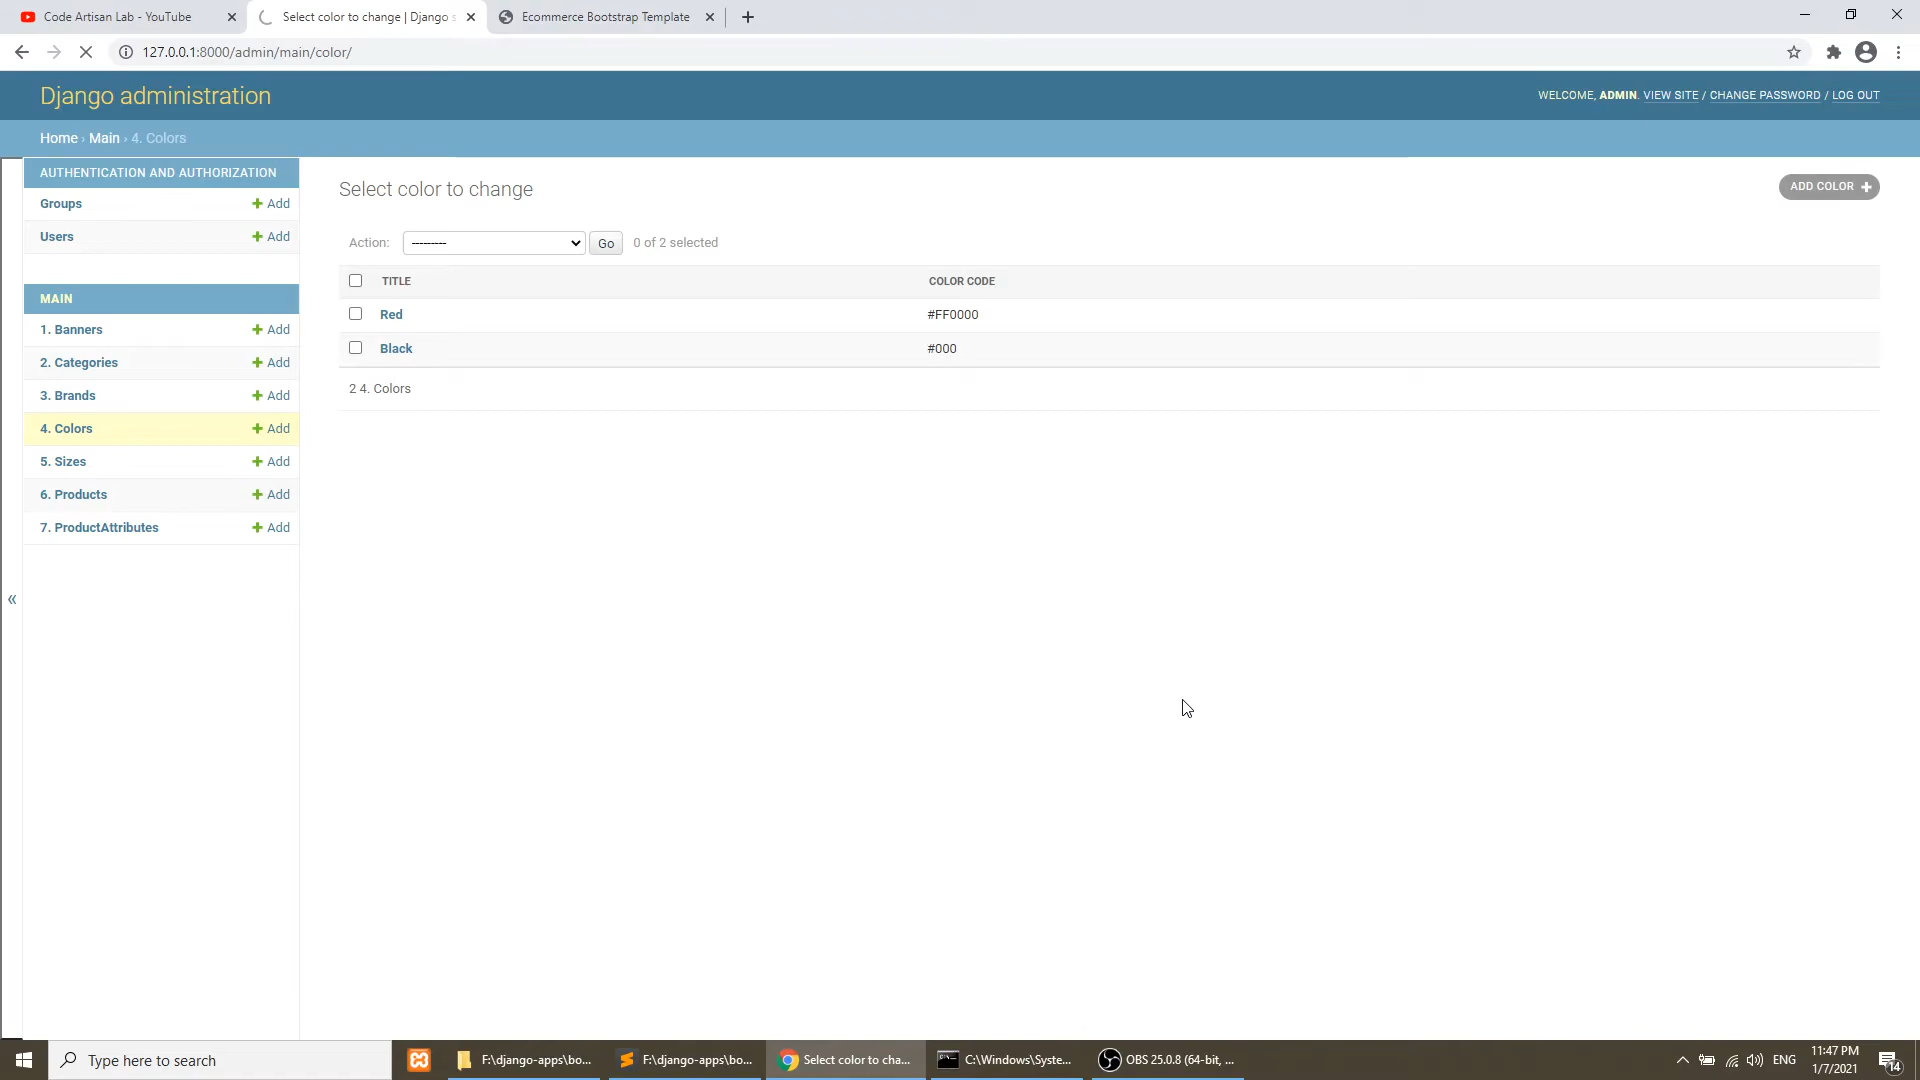 Code Artisan Lab - YouTube
Select color to change | Django s
Ecommerce Bootstrap Template
127.0.0.1:8000/admin/main/color/
Django administration
WELCOME, ADMIN. VIEW SITE / CHANGE PASSWORD / LOG OUT
Home › Main › 4. Colors
AUTHENTICATION AND AUTHORIZATION
Groups + Add
Users + Add
MAIN
1. Banners + Add
2. Categories + Add
3. Brands + Add
4. Colors + Add
5. Sizes + Add
6. Products + Add
7. ProductAttributes + Add
«
Select color to change
ADD COLOR +
Action: --------- Go 0 of 2 selected
TITLE COLOR CODE
Red #FF0000
Black #000
2 4. Colors
Type here to search
F:\django-apps\bo...
F:\django-apps\bo...
Select color to cha...
C:\Windows\Syste...
OBS 25.0.8 (64-bit, ...
ENG
11:47 PM
1/7/2021
14